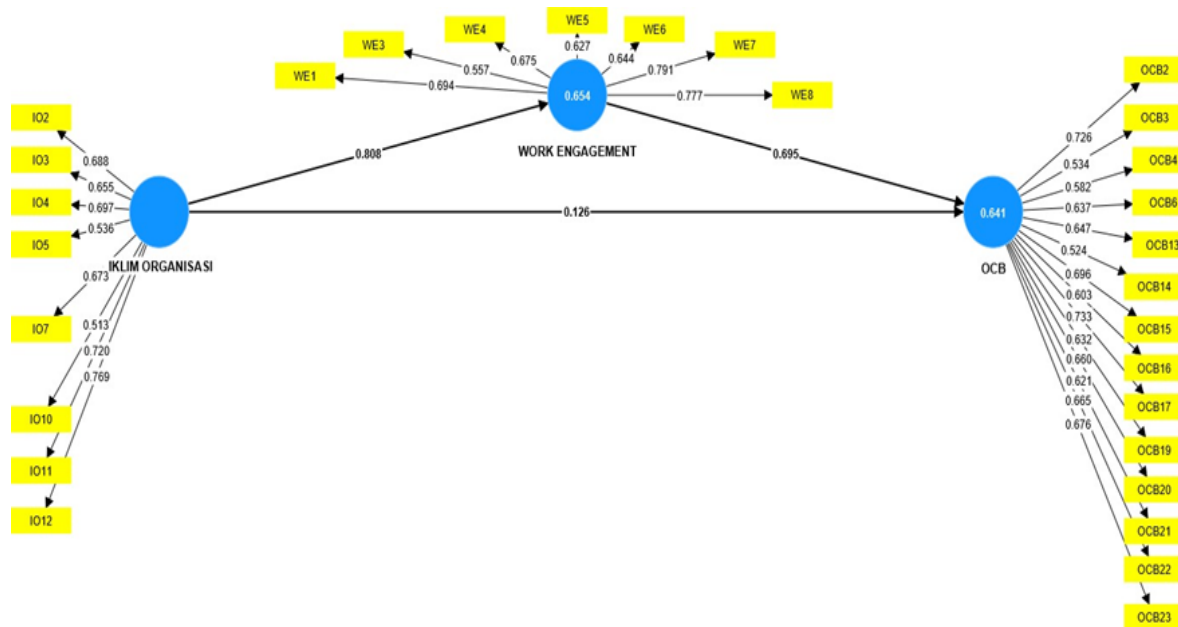 WE5
WE4
WE6
WE3
WE7
WE1
WE8
0.694
0.557
0.675
0.627
0.644
0.791
0.777
0.654
WORK ENGAGEMENT
IO2
IO3
IO4
IO5
IO7
IO10
IO11
IO12
0.688
0.655
0.697
0.536
0.673
0.513
0.720
0.769
IKLIM ORGANISASI
0.808
0.695
0.126
0.641
OCB
0.726
0.534
0.582
0.637
0.647
0.524
0.696
0.603
0.733
0.632
0.660
0.621
0.665
0.676
OCB2
OCB3
OCB4
OCB6
OCB13
OCB14
OCB15
OCB16
OCB17
OCB19
OCB20
OCB21
OCB22
OCB23